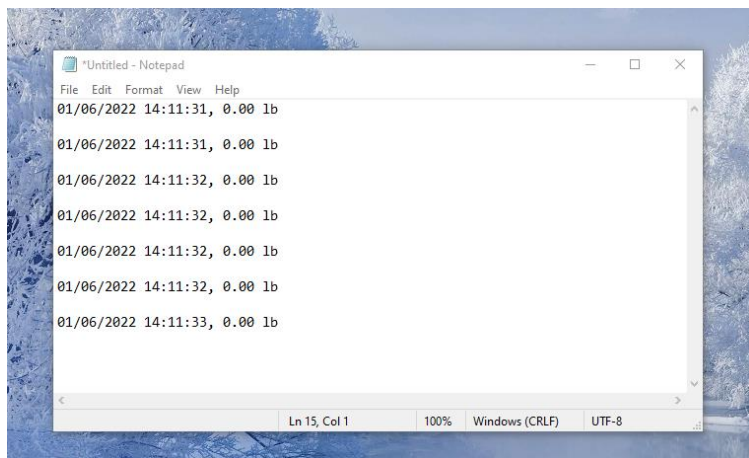 *Untitled - Notepad
File Edit Format View Help
01/06/2022 14:11:31, 0.00 lb
01/06/2022 14:11:31, 0.00 lb
01/06/2022 14:11:32, 0.00 lb
01/06/2022 14:11:32, 0.00 lb
01/06/2022 14:11:32, 0.00 lb
01/06/2022 14:11:32, 0.00 lb
01/06/2022 14:11:33, 0.00 lb
Ln 15, Col 1 100% Windows (CRLF) UTF-8